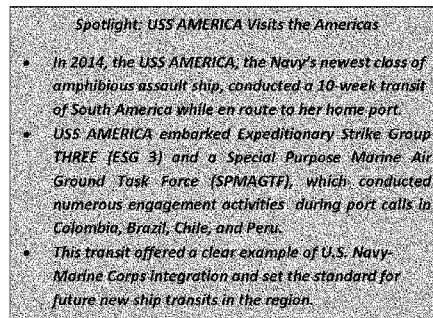 Spotlight: USS AMERICA Visits the Americas
• In 2014, the USS AMERICA, the Navy's newest class of
amphibious assault ship, conducted a 10-week transit
of South America while en route to her home port.
• USS AMERICA embarked Expeditionary Strike Group
THREE (ESG 3) and a Special Purpose Marine Air
Ground Task Force (SPMAGTF), which conducted
numerous engagement activities during port calls in
Colombia, Brazil, Chile, and Peru.
• This transit offered a clear example of U.S. Navy-
Marine Corps integration and set the standard for
future new ship transits in the region.